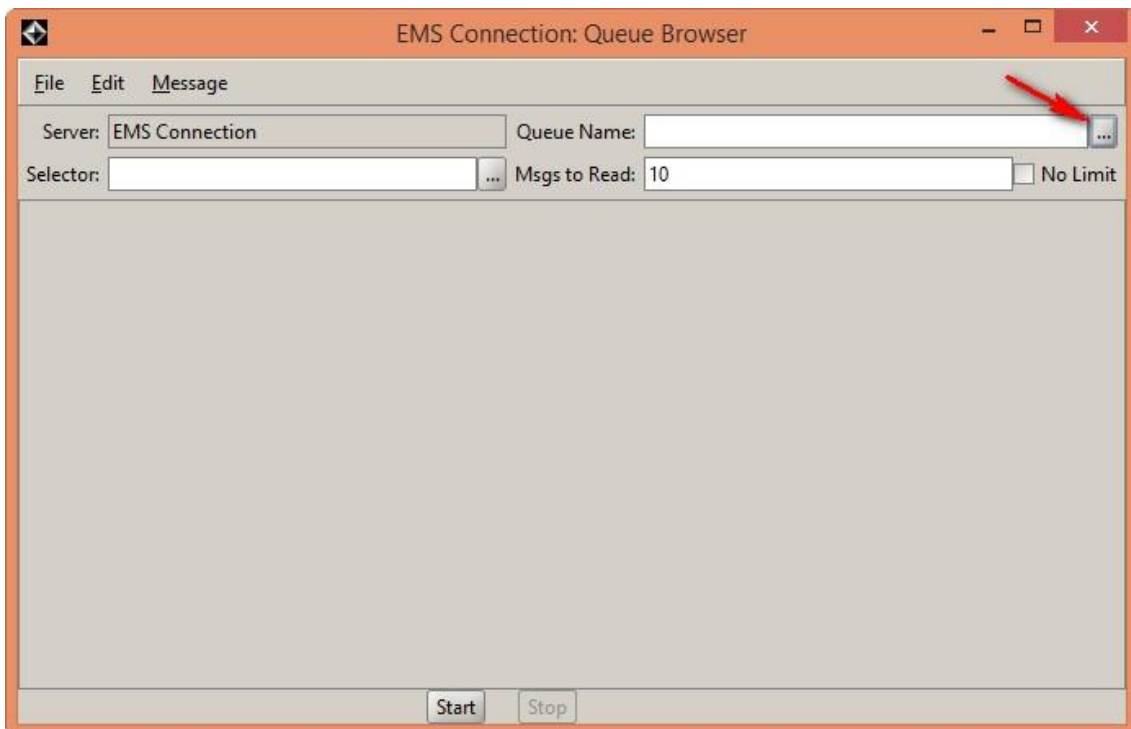 EMS Connection: Queue Browser
File Edit Message
Server: EMS Connection Queue Name: ...
Selector: ... Msgs to Read: 10 No Limit
Start Stop